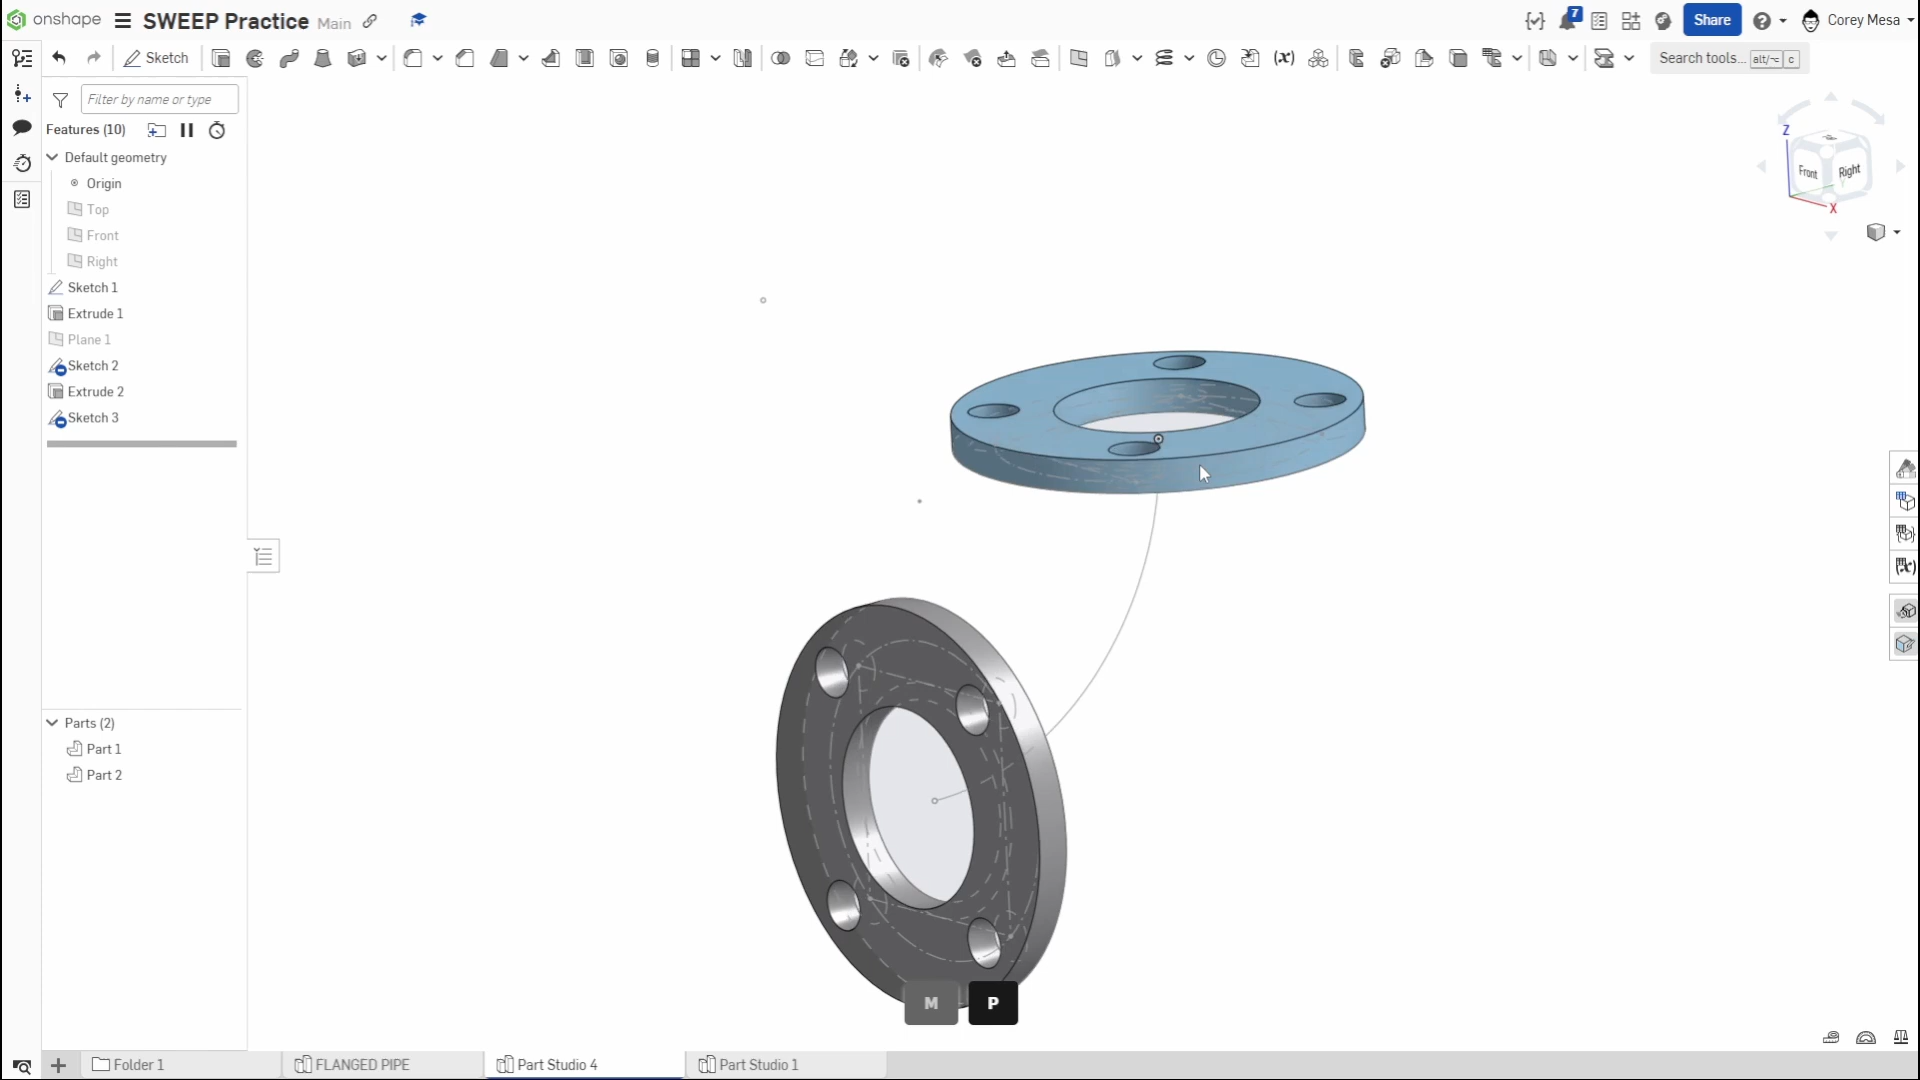 onshape
SWEEP Practice Main
7
Share
Corey Mesa
Sketch
Search tools... alt/⌥ c
Filter by name or type
Features (10)
Default geometry
Origin
Top
Front
Right
Sketch 1
Extrude 1
Plane 1
Sketch 2
Extrude 2
Sketch 3
Z
Front
Right
X
Parts (2)
Part 1
Part 2
M P
Folder 1
FLANGED PIPE
Part Studio 4
Part Studio 1